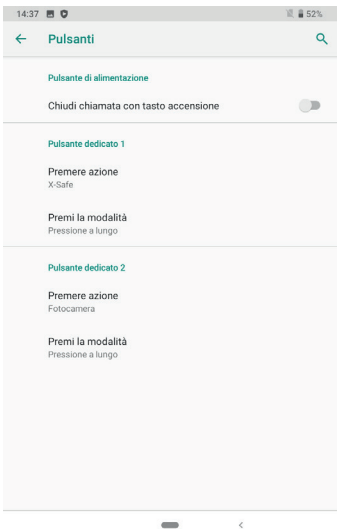 14:37 52%
Pulsanti
Pulsante di alimentazione
Chiudi chiamata con tasto accensione
Pulsante dedicato 1
Premere azione
X-Safe
Premi la modalità
Pressione a lungo
Pulsante dedicato 2
Premere azione
Fotocamera
Premi la modalità
Pressione a lungo